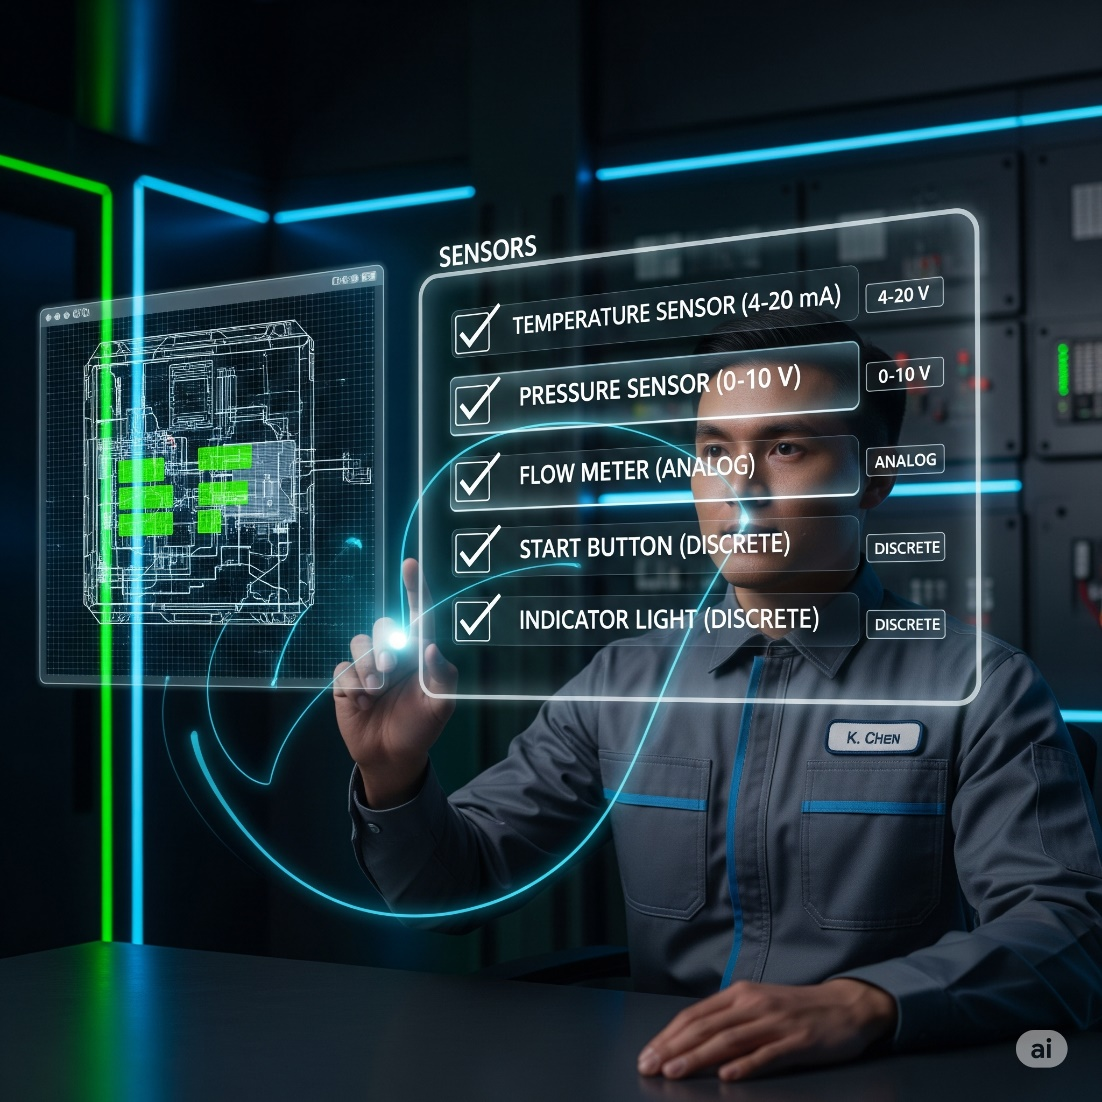 SENSORS
TEMPERATURE SENSOR (4-20 mA)
4-20 V
PRESSURE SENSOR (0-10 V)
0-10 V
FLOW METER (ANALOG)
ANALOG
START BUTTON (DISCRETE)
DISCRETE
INDICATOR LIGHT (DISCRETE)
DISCRETE
K. CHEN
ai